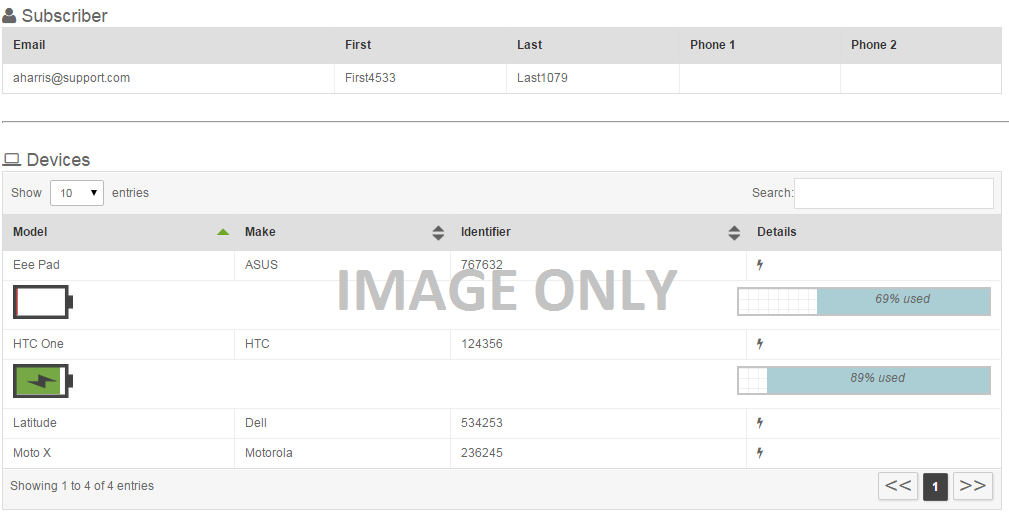 Subscriber
Email First Last Phone 1 Phone 2
aharris@support.com First4533 Last1079
Devices
Show 10 entries Search:
Model Make Identifier Details
Eee Pad ASUS 767632
IMAGE ONLY
69% used
HTC One HTC 124356
89% used
Latitude Dell 534253
Moto X Motorola 236245
Showing 1 to 4 of 4 entries << 1 >>